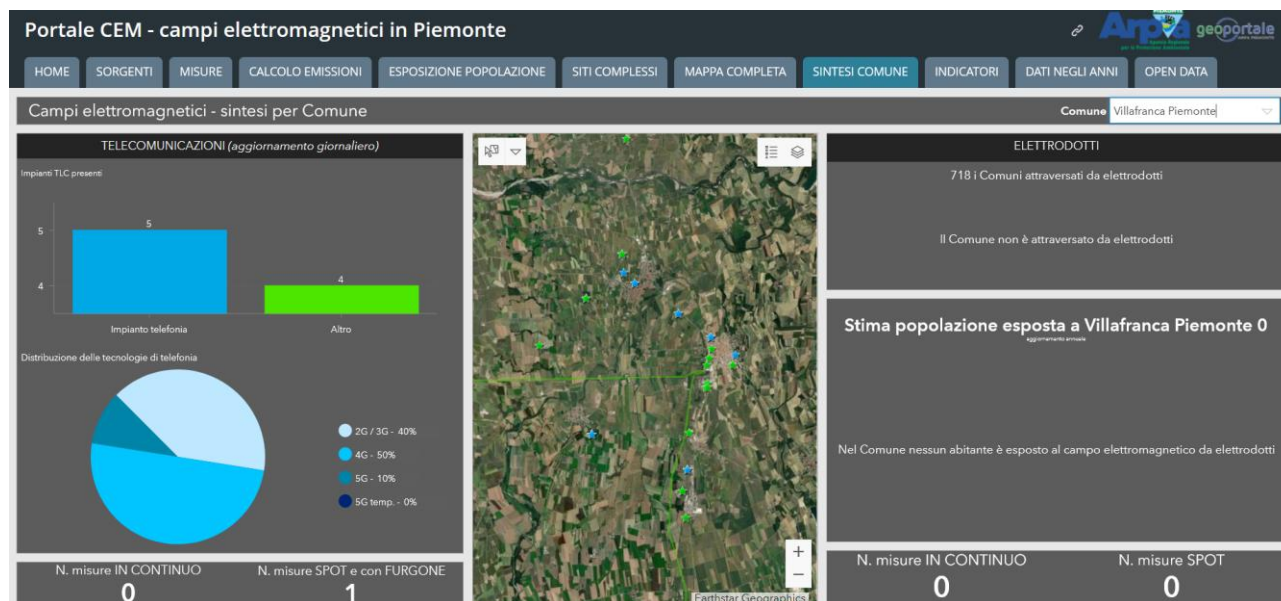 Portale CEM - campi elettromagnetici in Piemonte
Arpa geoportale
HOME SORGENTI MISURE CALCOLO EMISSIONI ESPOSIZIONE POPOLAZIONE SITI COMPLESSI MAPPA COMPLETA SINTESI COMUNE INDICATORI DATI NEGLI ANNI OPEN DATA
Campi elettromagnetici - sintesi per Comune
Comune Villafranca Piemonte
TELECOMUNICAZIONI (aggiornamento giornaliero)
Impianti TLC presenti
5
4
5
4
Impianto telefonia
Altro
Distribuzione delle tecnologie di telefonia
2G / 3G - 40%
4G - 50%
5G - 10%
5G temp. - 0%
N. misure IN CONTINUO
0
N. misure SPOT e con FURGONE
1
Earthstar Geographics
+
−
ELETTRODOTTI
718 i Comuni attraversati da elettrodotti
Il Comune non è attraversato da elettrodotti
Stima popolazione esposta a Villafranca Piemonte 0
aggiornamento annuale
Nel Comune nessun abitante è esposto al campo elettromagnetico da elettrodotti
N. misure IN CONTINUO
0
N. misure SPOT
0